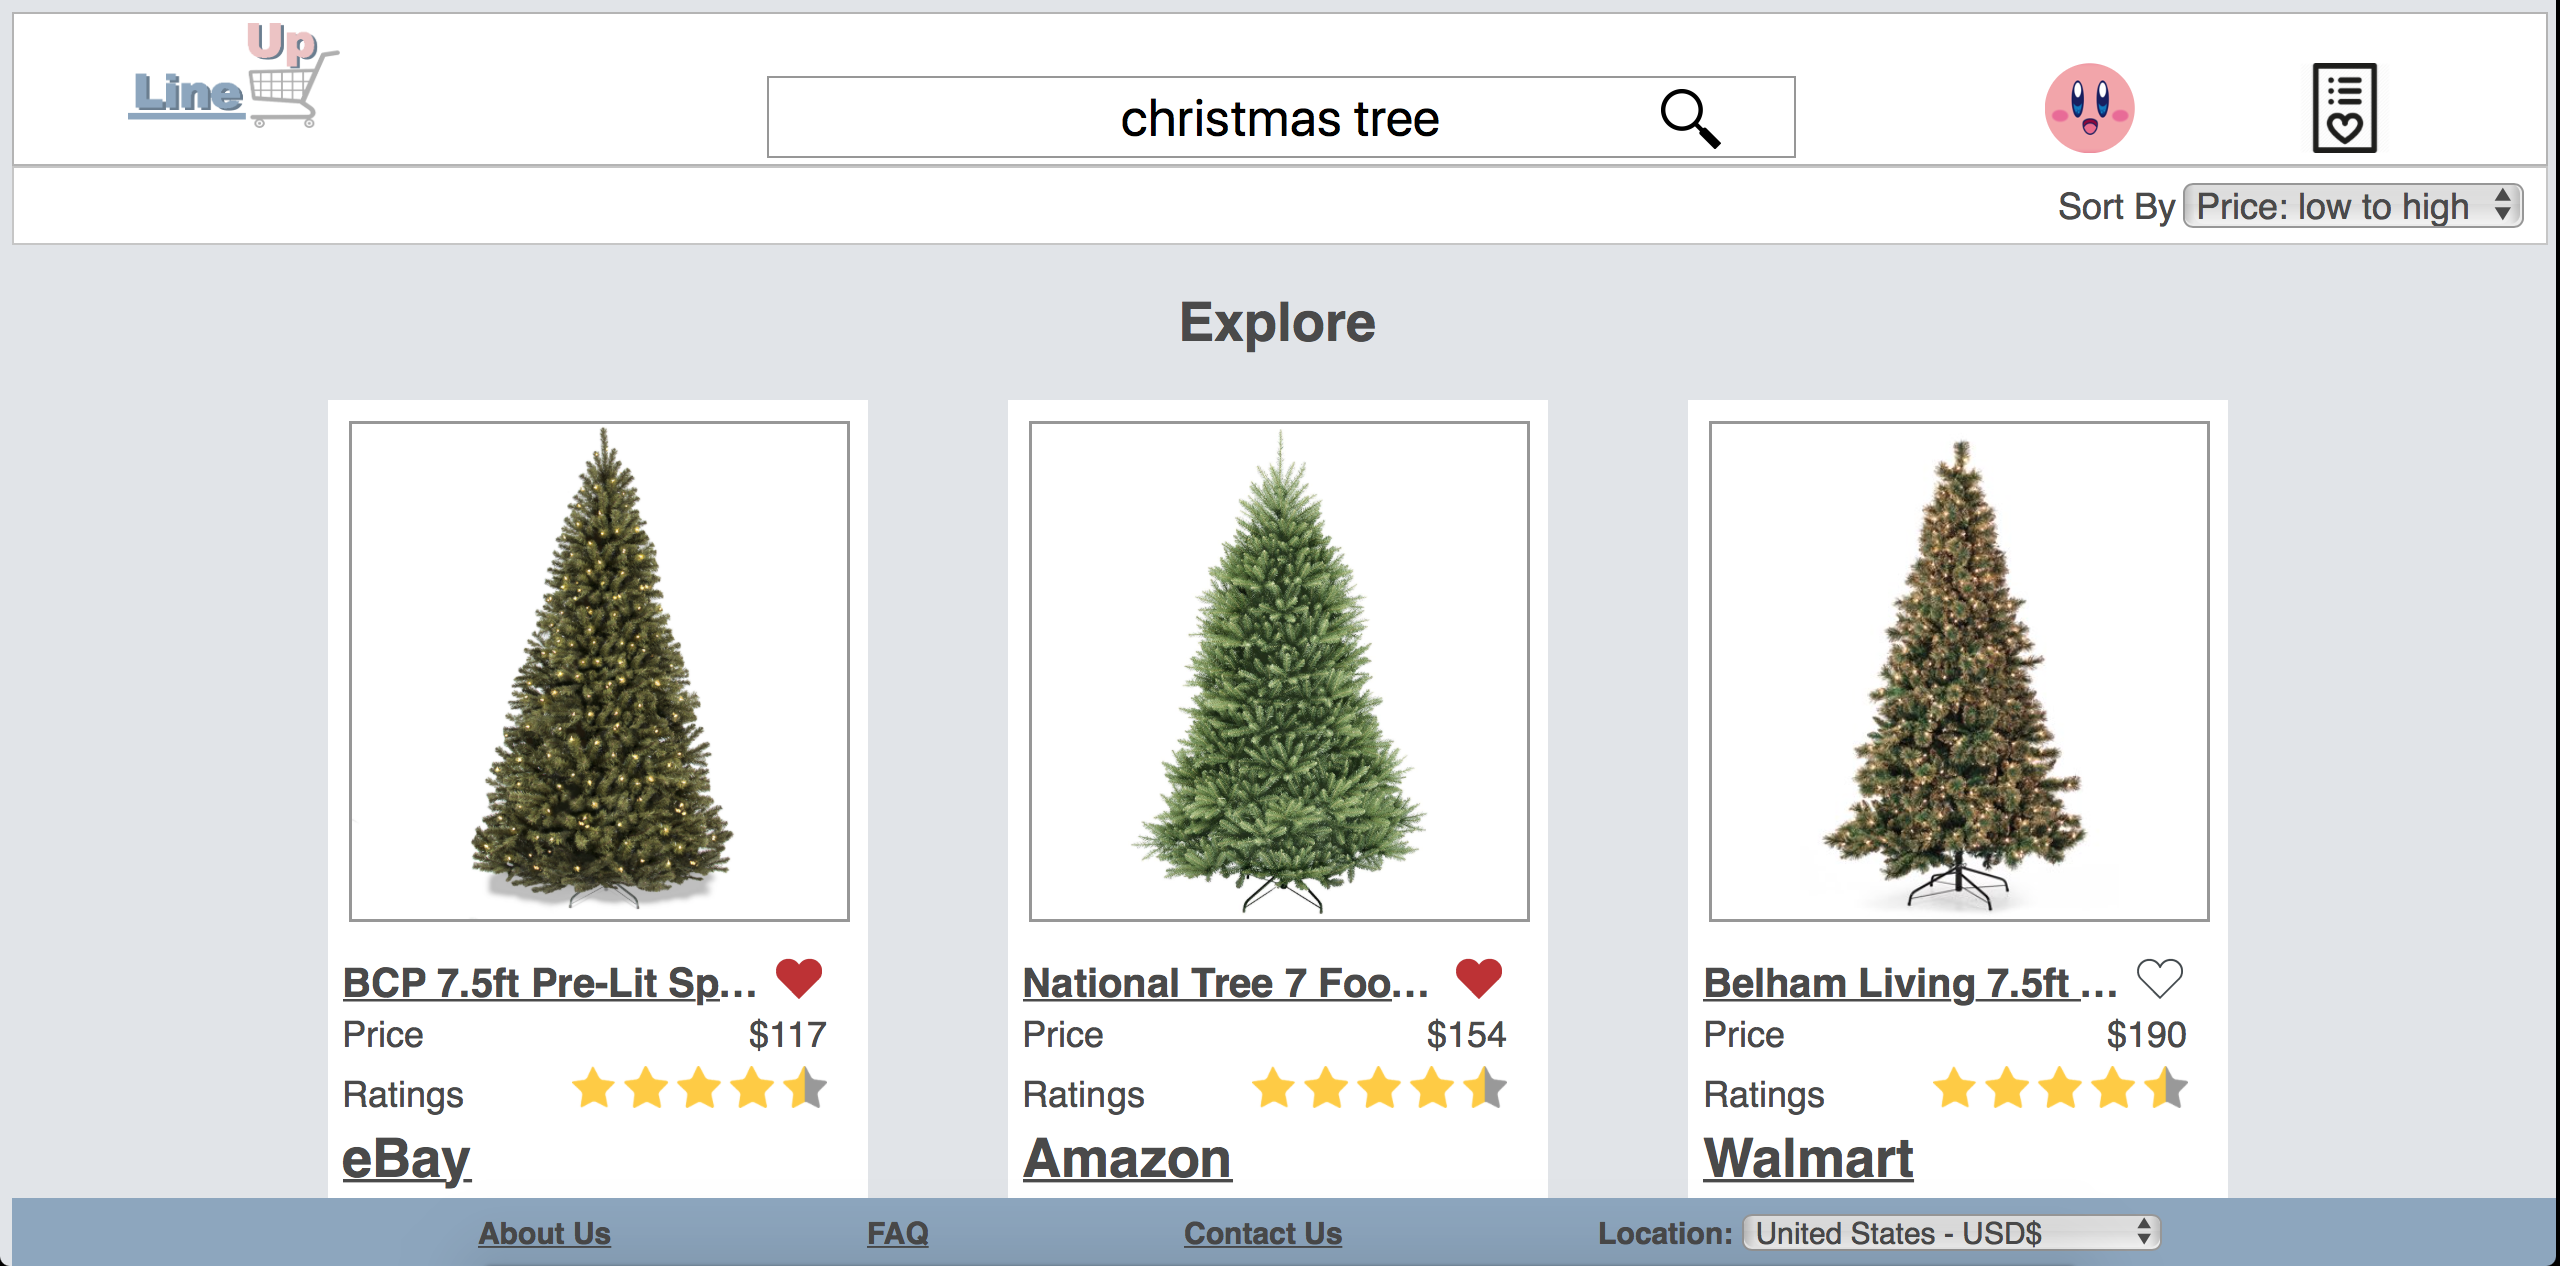 Up
Line
christmas tree
Sort By Price: low to high
Explore
BCP 7.5ft Pre-Lit Sp...
Price $117
Ratings
eBay
National Tree 7 Foo...
Price $154
Ratings
Amazon
Belham Living 7.5ft ...
Price $190
Ratings
Walmart
About Us FAQ Contact Us Location: United States - USD$